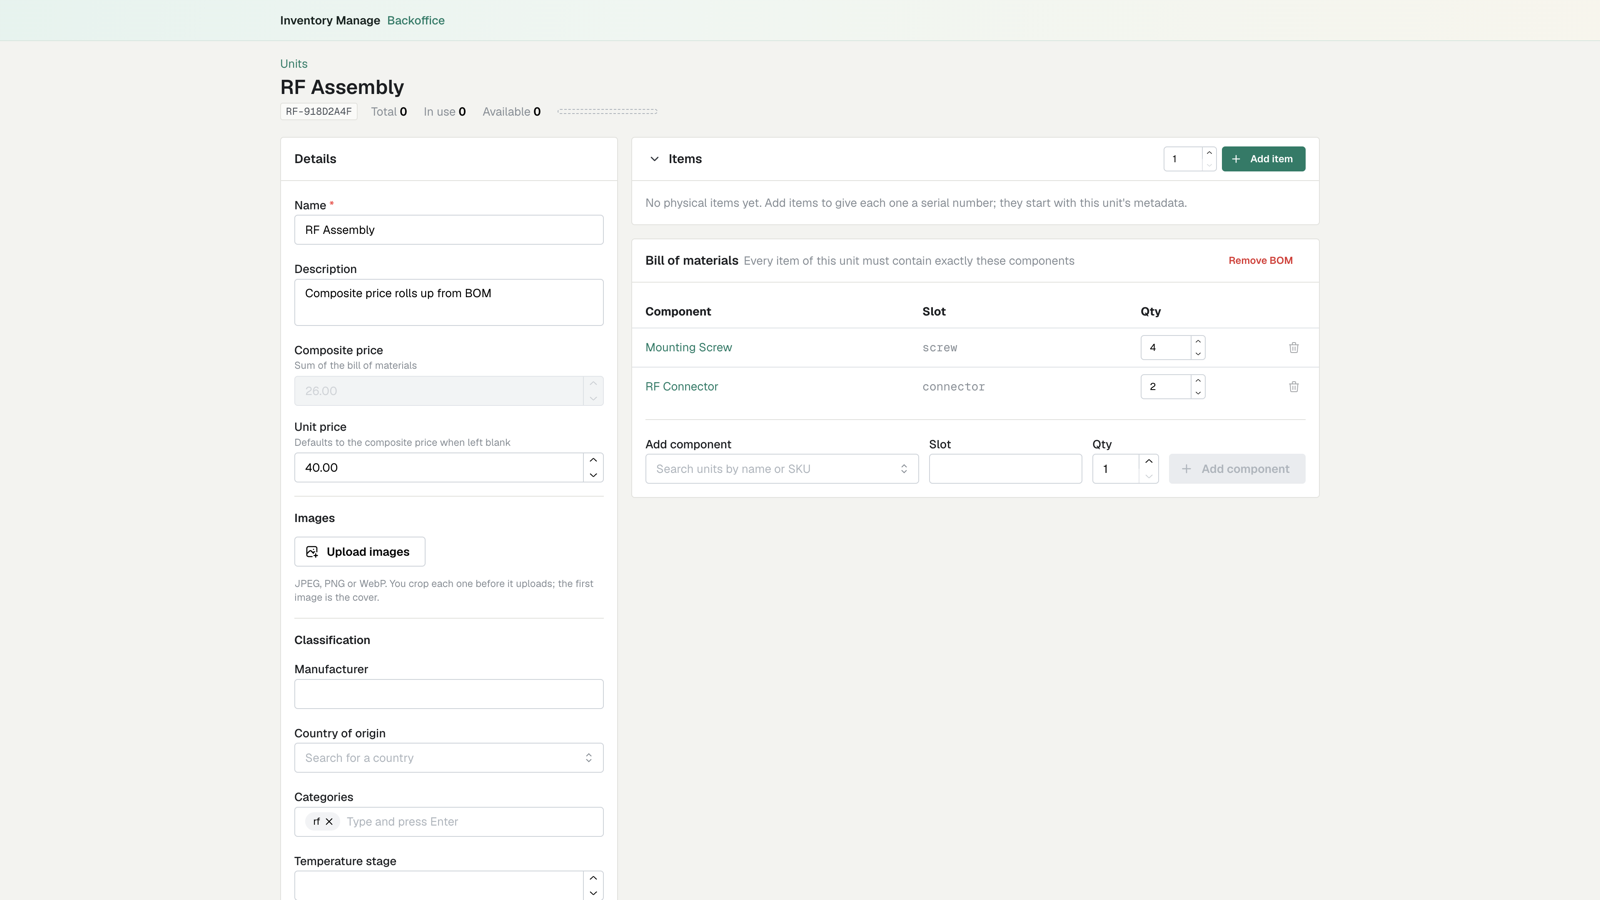 Inventory Manage Backoffice
Units
RF Assembly
RF-918D2A4F Total 0 In use 0 Available 0
Details
Name *
RF Assembly
Description
Composite price rolls up from BOM
Composite price
Sum of the bill of materials
26.00
Unit price
Defaults to the composite price when left blank
40.00
Images
Upload images
JPEG, PNG or WebP. You crop each one before it uploads; the first
image is the cover.
Classification
Manufacturer
Country of origin
Search for a country
Categories
rf Type and press Enter
Temperature stage
Items 1 Add item
No physical items yet. Add items to give each one a serial number; they start with this unit's metadata.
Bill of materials Every item of this unit must contain exactly these components Remove BOM
Component Slot Qty
Mounting Screw screw 4
RF Connector connector 2
Add component Slot Qty
Search units by name or SKU 1 Add component